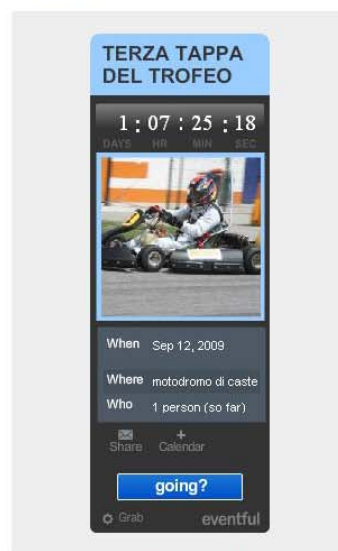 TERZA TAPPA
DEL TROFEO
1 : 07 : 25 : 18
DAYS HR MIN SEC
When Sep 12, 2009
Where motodromo di caste
Who 1 person (so far)
Share Calendar
going?
Grab eventful